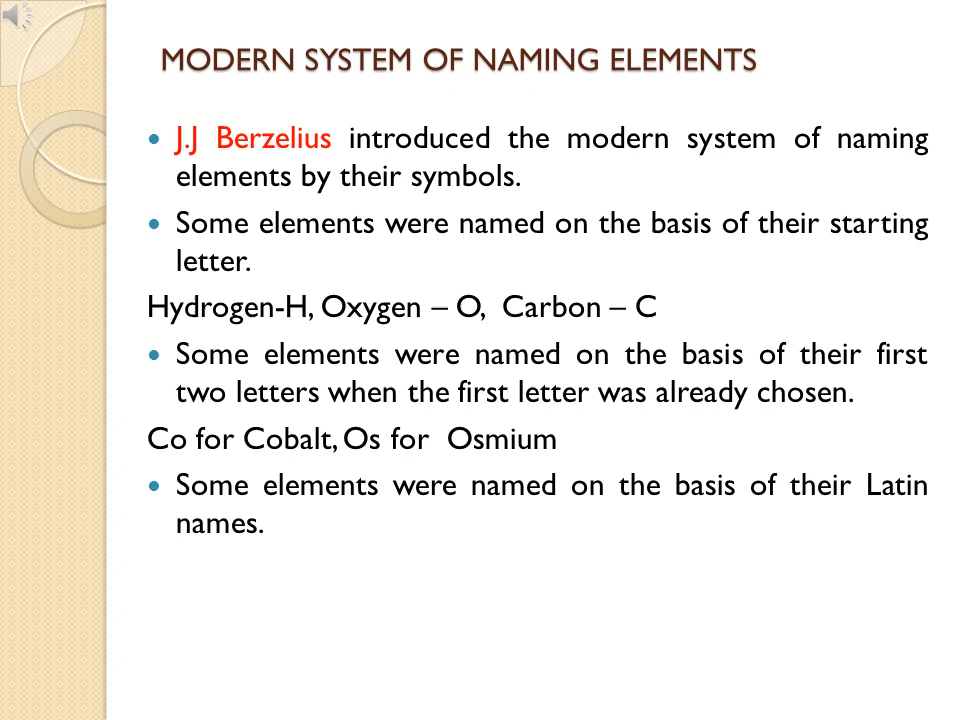 MODERN SYSTEM OF NAMING ELEMENTS
J.J Berzelius introduced the modern system of naming
elements by their symbols.
Some elements were named on the basis of their starting
letter.
Hydrogen-H, Oxygen – O, Carbon – C
Some elements were named on the basis of their first
two letters when the first letter was already chosen.
Co for Cobalt, Os for Osmium
Some elements were named on the basis of their Latin
names.